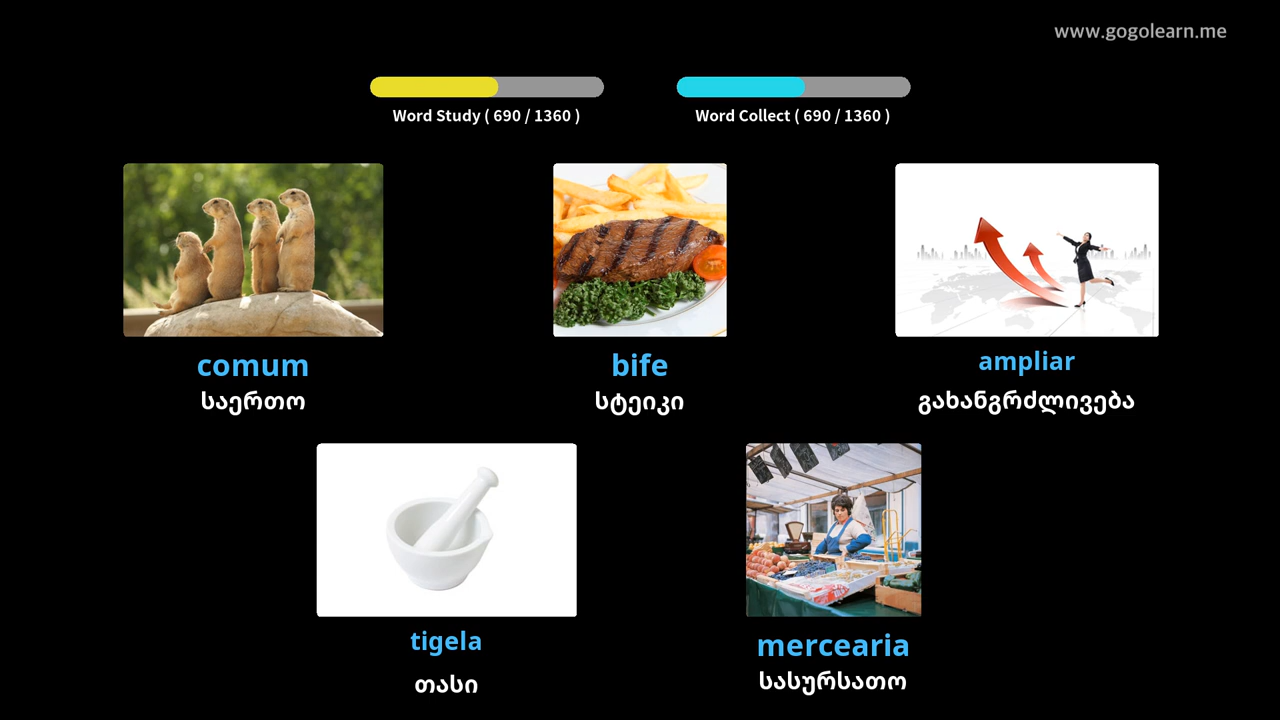 www.gogolearn.me
Word Study ( 690 / 1360 )
Word Collect ( 690 / 1360 )
comum
საერთო
bife
სტეიკი
ampliar
გახანგრძლივება
tigela
თასი
mercearia
სასურსათო